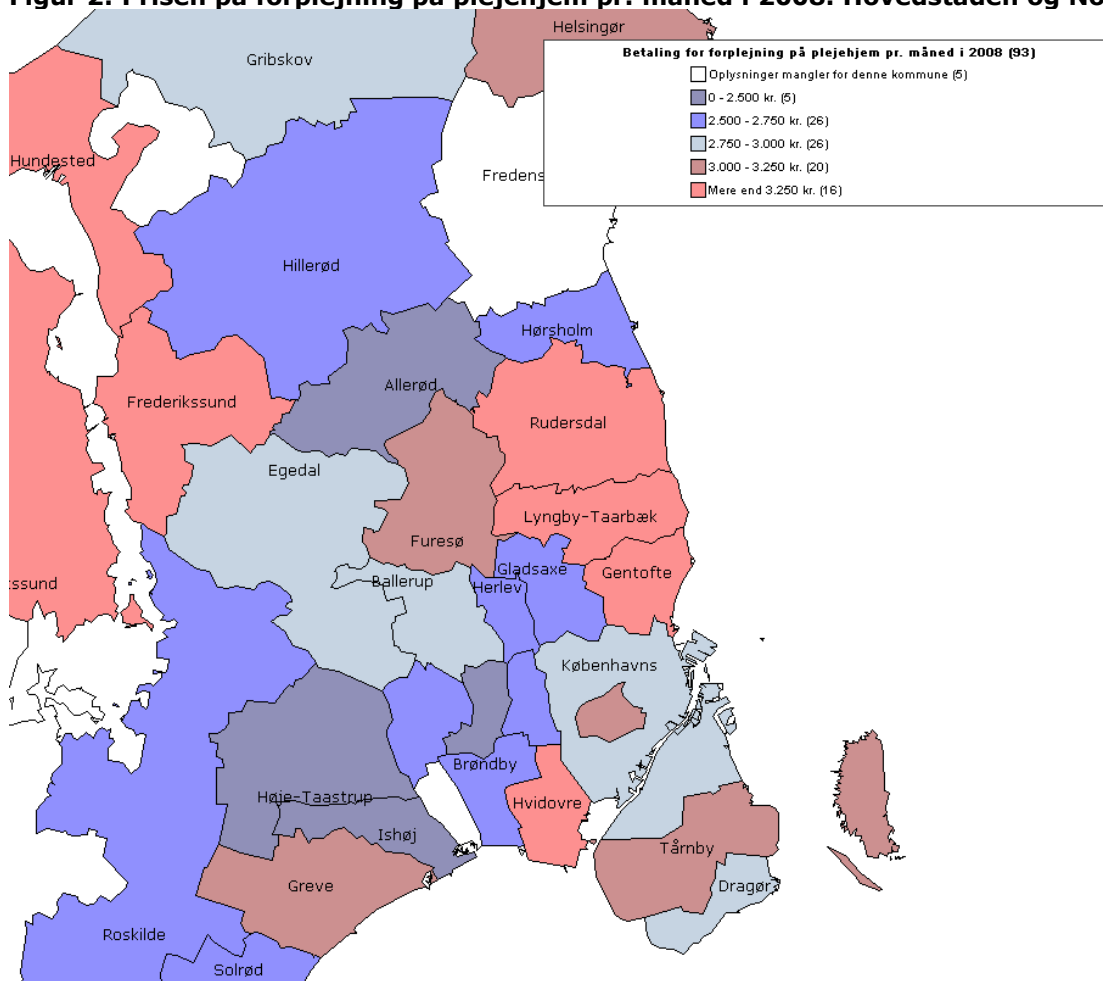 Figur 2. Prisen på forplejning på plejehjem pr. måned i 2008. Hovedstaden og No
Helsingør
Betaling for forplejning på plejehjem pr. måned i 2008 (93)
Oplysninger mangler for denne kommune (5)
0 - 2.500 kr. (5)
2.500 - 2.750 kr. (26)
2.750 - 3.000 kr. (26)
3.000 - 3.250 kr. (20)
Mere end 3.250 kr. (16)
Gribskov
Hundested
Fredens
Hillerød
Hørsholm
Allerød
Frederikssund
Rudersdal
Egedal
Lyngby-Taarbæk
Furesø
Gladsaxe
Gentofte
Ballerup
Herlev
kssund
Københavns
Brøndby
Høje-Taastrup
Hvidovre
Ishøj
Tårnby
Greve
Dragør
Roskilde
Solrød